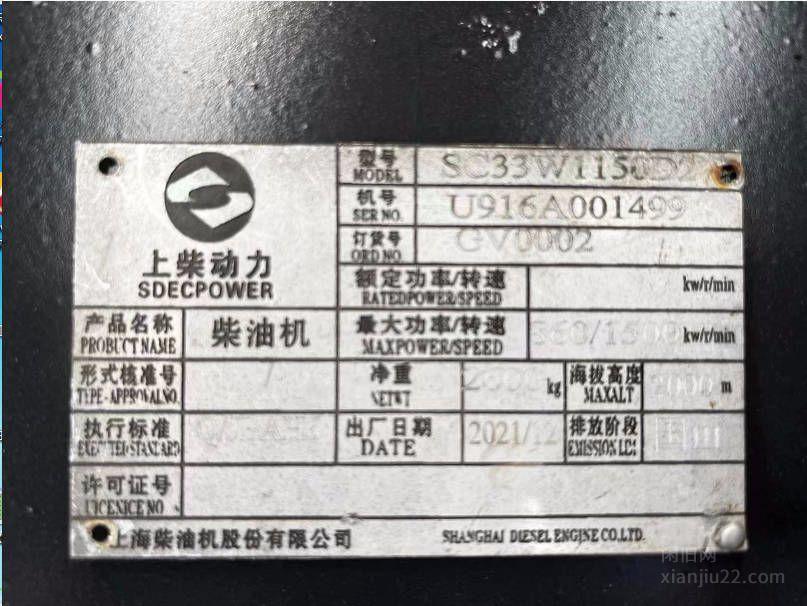 上柴动力
SDECPOWER
型号
MODEL
SC33W1150D2
机号
SER NO.
U916A001499
订货号
ORD NO.
GV0002
额定功率/转速
RATEDPOWER/SPEED
kw/r/min
产品名称
PROBUCT NAME
柴油机
最大功率/转速
MAXPOWER/SPEED
kw/r/min
形式核准号
TYPE-APPROVALNO.
/
净重
NETWT
kg
海拔高度
MAXALT
2000 m
执行标准
EXECUTEDSTANDARD
出厂日期
DATE
2021/12
排放阶段
许可证号
LICENICE NO
上海柴油机股份有限公司
SHANGHAI DIESEL ENGINE CO.LTD.
闲旧网
xianjiu22.com